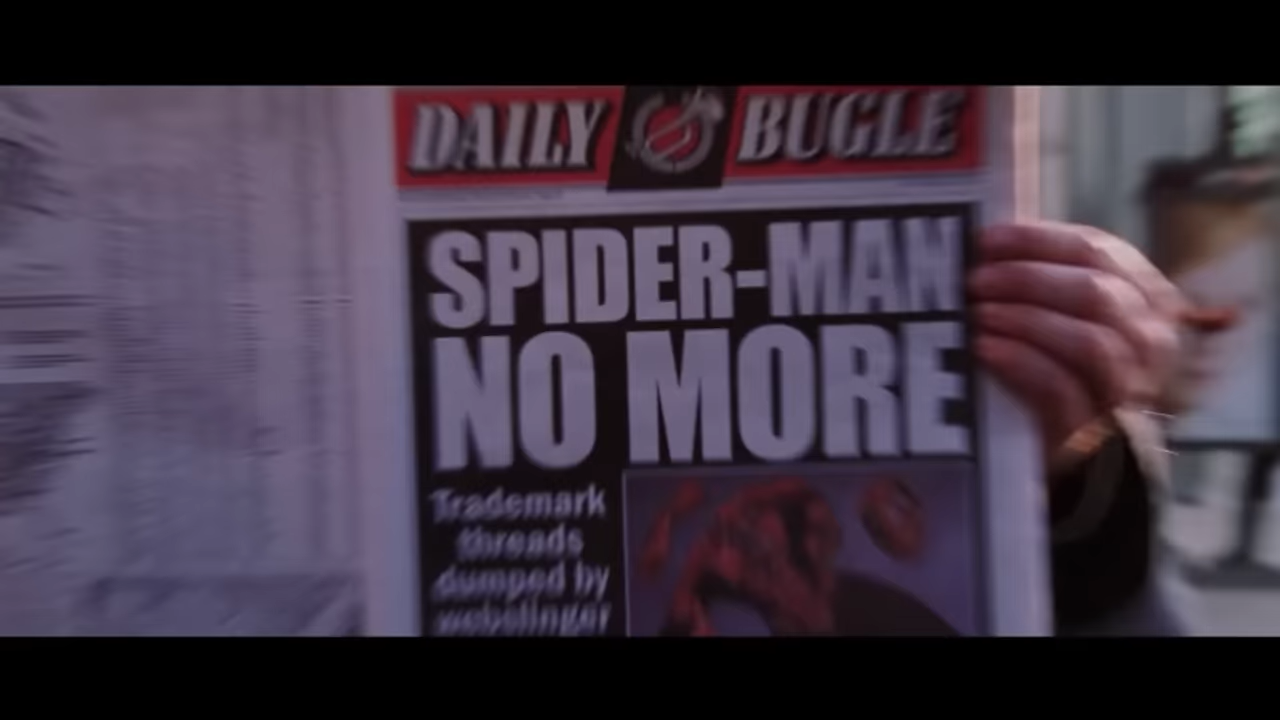 DAILY BUGLE
SPIDER-MAN
NO MORE
Trademark
threads
dumped by
webslinger